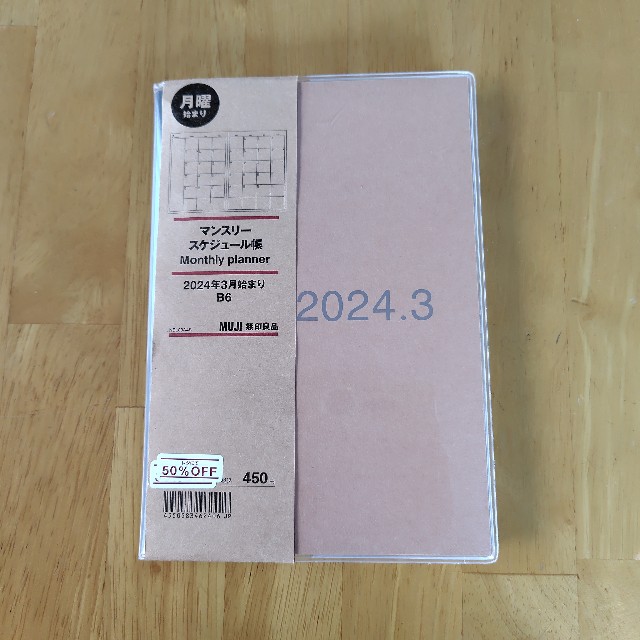 月曜
始まり
マンスリー
スケジュール帳
Monthly planner
2024年3月始まり
B6
MUJI 無印良品
2024.3
50%OFF
450